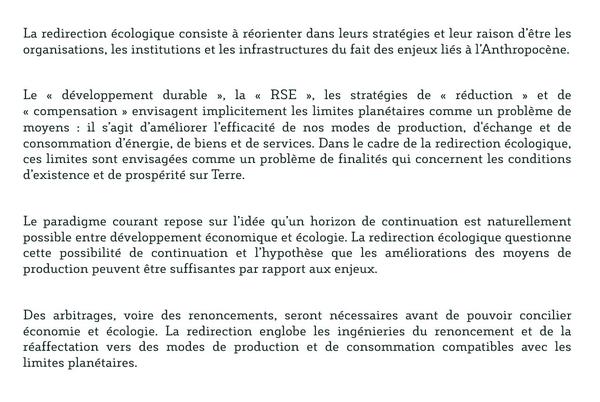 La redirection écologique consiste à réorienter dans leurs stratégies et leur raison d'être les
organisations, les institutions et les infrastructures du fait des enjeux liés à l'Anthropocène.
Le « développement durable », la « RSE », les stratégies de « réduction » et de
« compensation » envisagent implicitement les limites planétaires comme un problème de
moyens : il s'agit d'améliorer l'efficacité de nos modes de production, d'échange et de
consommation d'énergie, de biens et de services. Dans le cadre de la redirection écologique,
ces limites sont envisagées comme un problème de finalités qui concernent les conditions
d'existence et de prospérité sur Terre.
Le paradigme courant repose sur l'idée qu'un horizon de continuation est naturellement
possible entre développement économique et écologie. La redirection écologique questionne
cette possibilité de continuation et l'hypothèse que les améliorations des moyens de
production peuvent être suffisantes par rapport aux enjeux.
Des arbitrages, voire des renoncements, seront nécessaires avant de pouvoir concilier
économie et écologie. La redirection englobe les ingénieries du renoncement et de la
réaffectation vers des modes de production et de consommation compatibles avec les
limites planétaires.